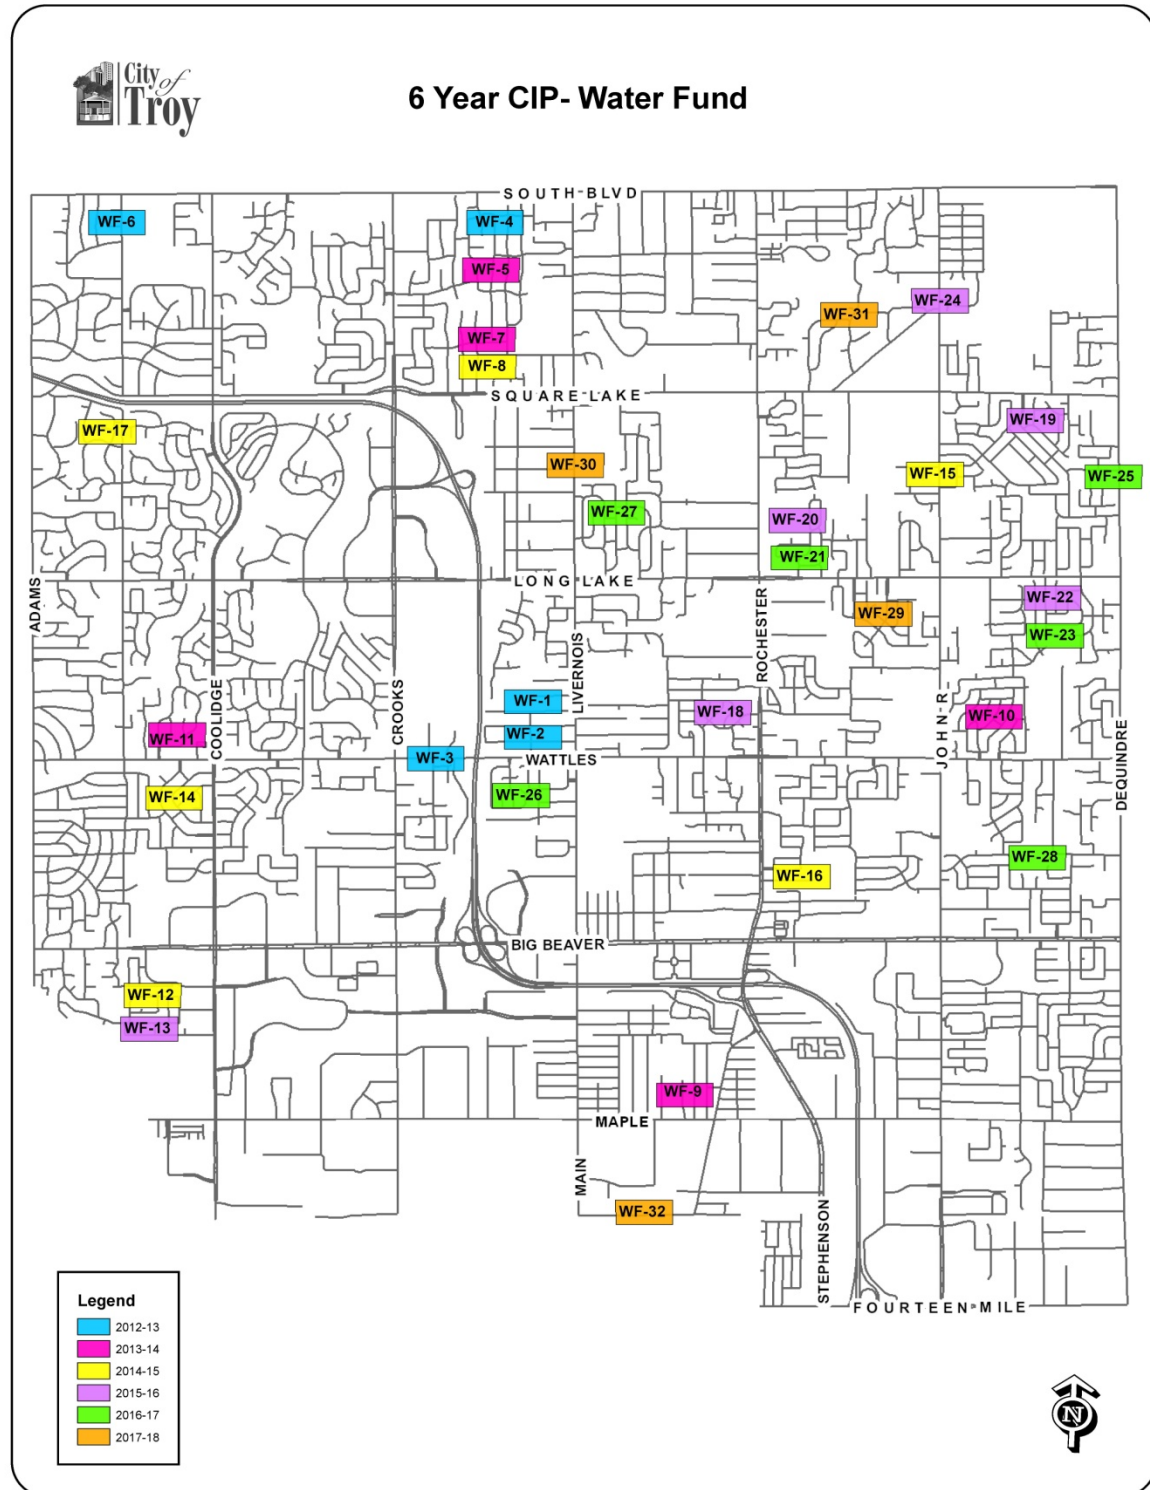 City of
Troy
6 Year CIP- Water Fund
SOUTH BLVD
WF-6
WF-4
WF-5
WF-24
WF-31
WF-7
WF-8
SQUARE LAKE
WF-19
WF-17
WF-30
WF-15
WF-25
WF-27
WF-20
WF-21
LONG LAKE
ADAMS
WF-22
WF-29
WF-23
ROCHESTER
LIVERNOIS
COOLIDGE
CROOKS
WF-1
WF-18
WF-10
JOHN-R
WF-2
WF-11
WF-3
WATTLES
DEQUINDRE
WF-26
WF-14
WF-28
WF-16
BIG BEAVER
WF-12
WF-13
WF-9
MAPLE
MAIN
WF-32
STEPHENSON
FOURTEEN MILE
Legend
2012-13
2013-14
2014-15
2015-16
2016-17
2017-18
N